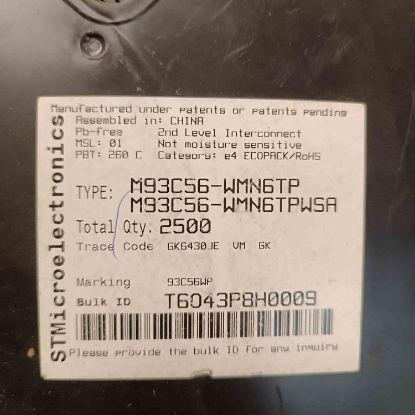 Manufactured under patents or patents pending
Assembled in: CHINA
Pb-free 2nd Level Interconnect
MSL: 01 Not moisture sensitive
PBT: 260 C Category: e4 ECOPACK/RoHS
TYPE: M93C56-WMN6TP
M93C56-WMN6TPWSA
Total Qty: 2500
Trace Code GK6430JE VM GK
Marking 93C56WP
Bulk ID T6043P8H0009
Please provide the bulk ID for any inquiry
STMicroelectronics